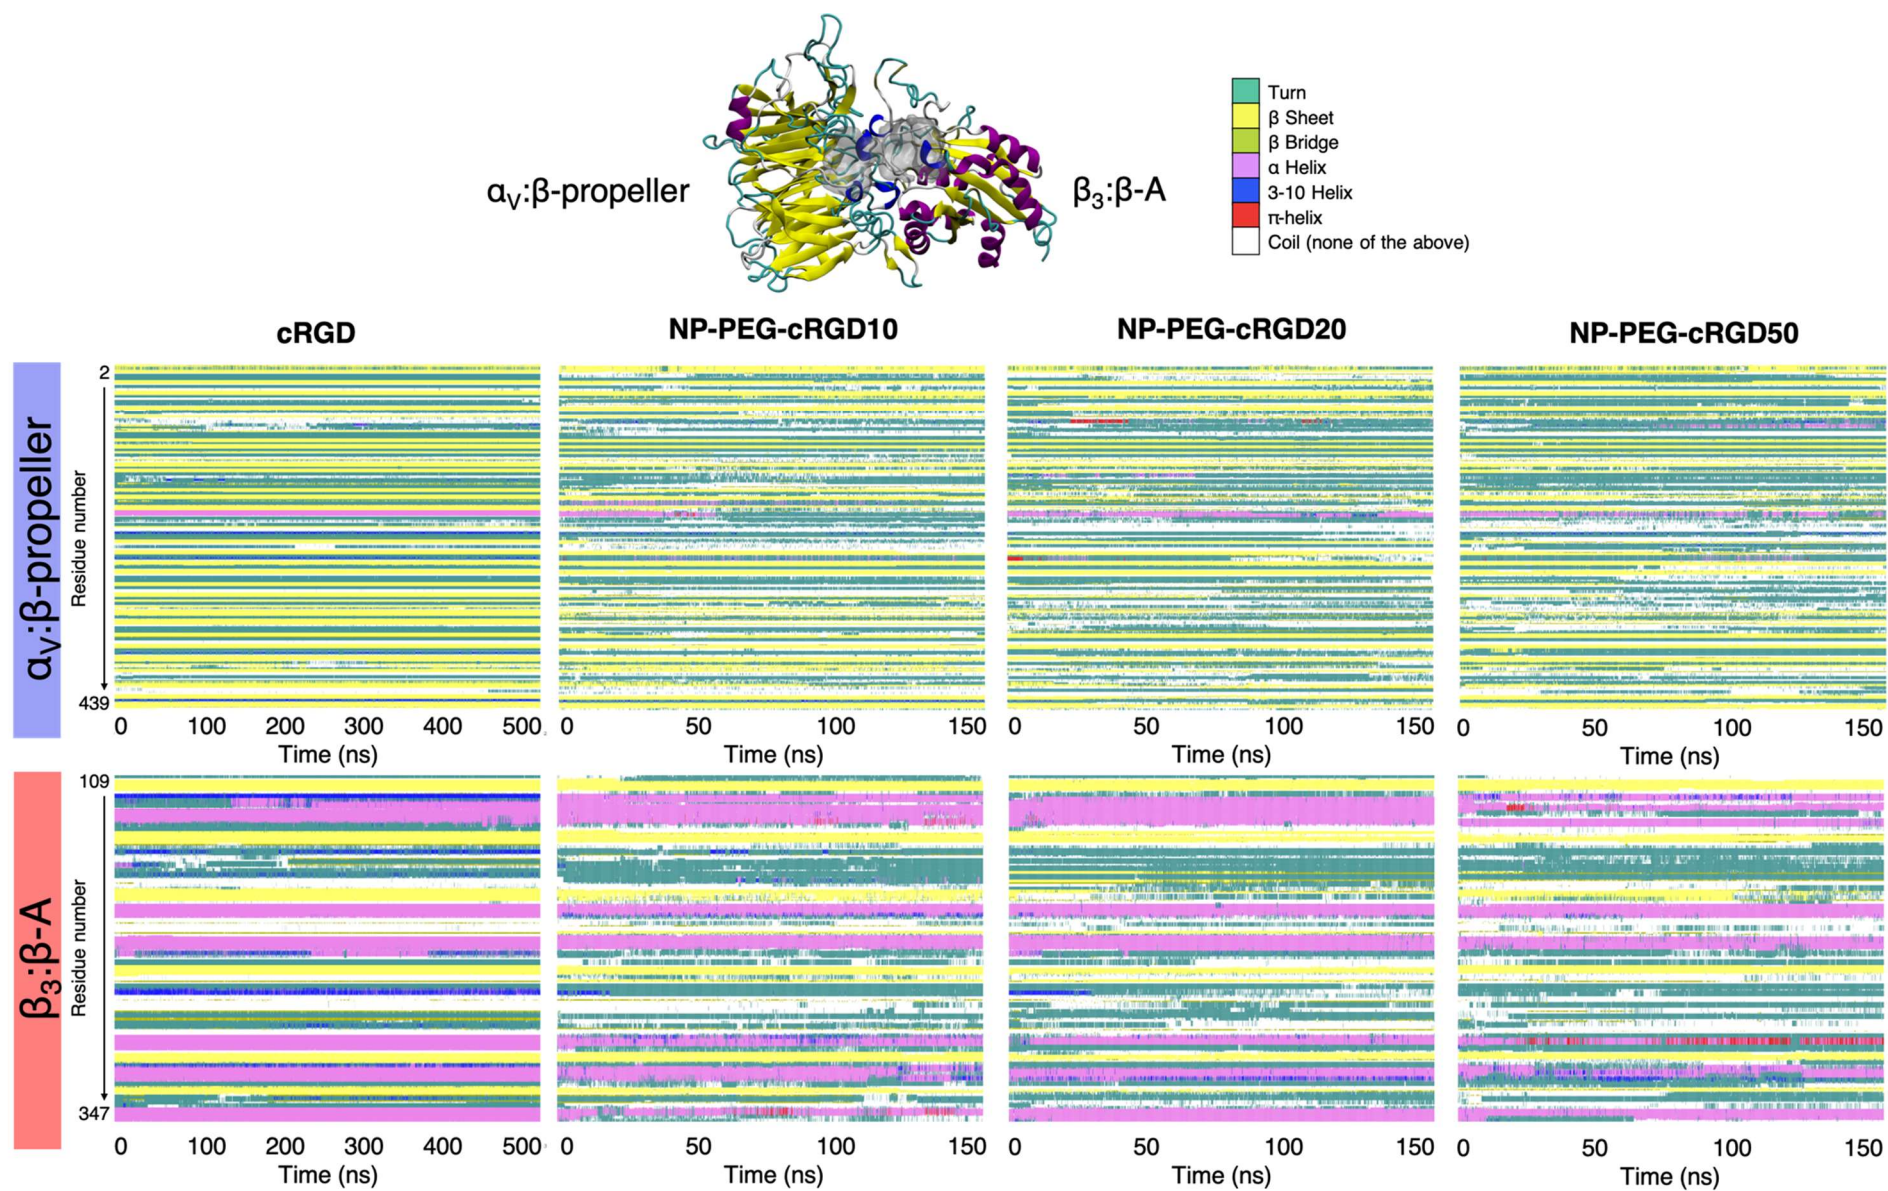 αV:β-propeller
β3:β-A
Turn
β Sheet
β Bridge
α Helix
3-10 Helix
π-helix
Coil (none of the above)
cRGD
NP-PEG-cRGD10
NP-PEG-cRGD20
NP-PEG-cRGD50
αV:β-propeller
Residue number
2
439
0 100 200 300 400 500
Time (ns)
0 50 100 150
Time (ns)
0 50 100 150
Time (ns)
0 50 100 150
Time (ns)
β3:β-A
Residue number
109
347
0 100 200 300 400 500
Time (ns)
0 50 100 150
Time (ns)
0 50 100 150
Time (ns)
0 50 100 150
Time (ns)